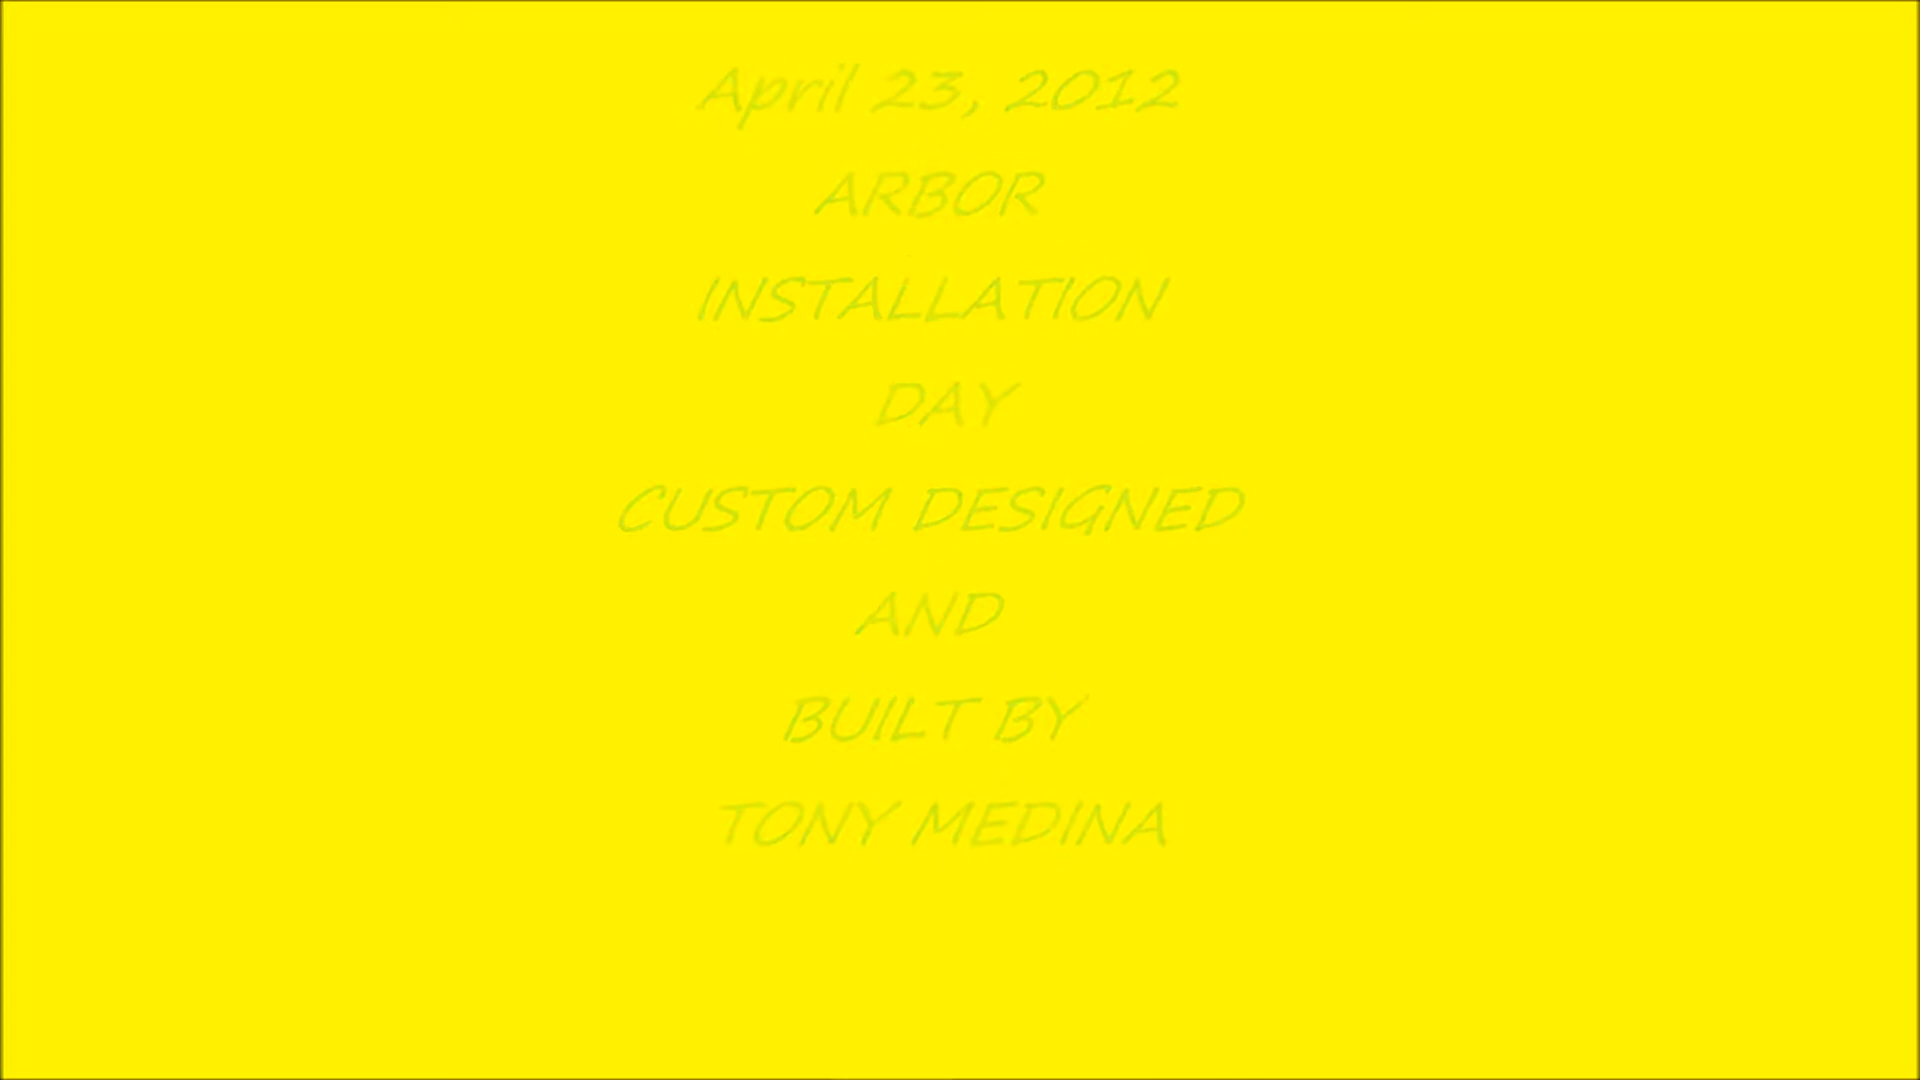 April 23, 2012
ARBOR
INSTALLATION
DAY
CUSTOM DESIGNED
AND
BUILT BY
TONY MEDINA